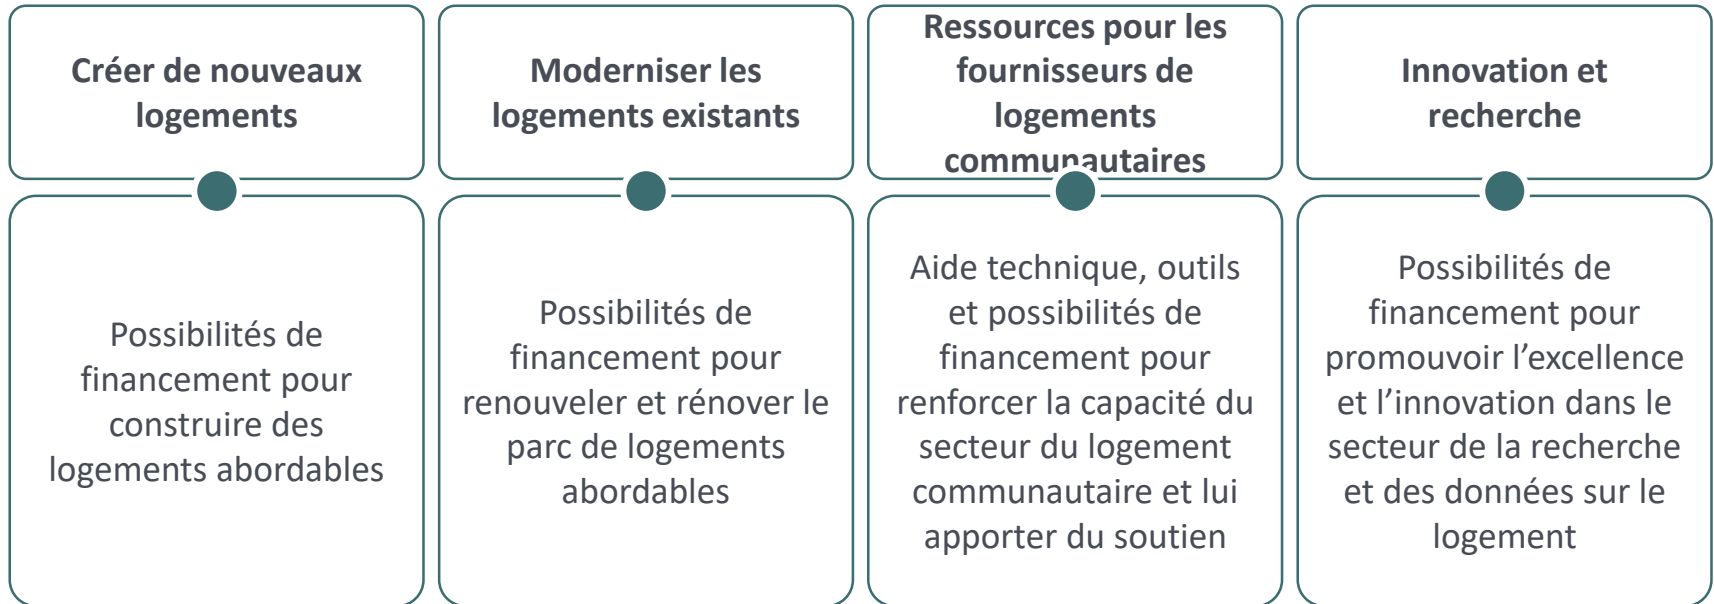 Créer de nouveaux
logements
Possibilités de
financement pour
construire des
logements abordables
Moderniser les
logements existants
Possibilités de
financement pour
renouveler et rénover le
parc de logements
abordables
Ressources pour les
fournisseurs de
logements
communautaires
Aide technique, outils
et possibilités de
financement pour
renforcer la capacité du
secteur du logement
communautaire et lui
apporter du soutien
Innovation et
recherche
Possibilités de
financement pour
promouvoir l’excellence
et l’innovation dans le
secteur de la recherche
et des données sur le
logement